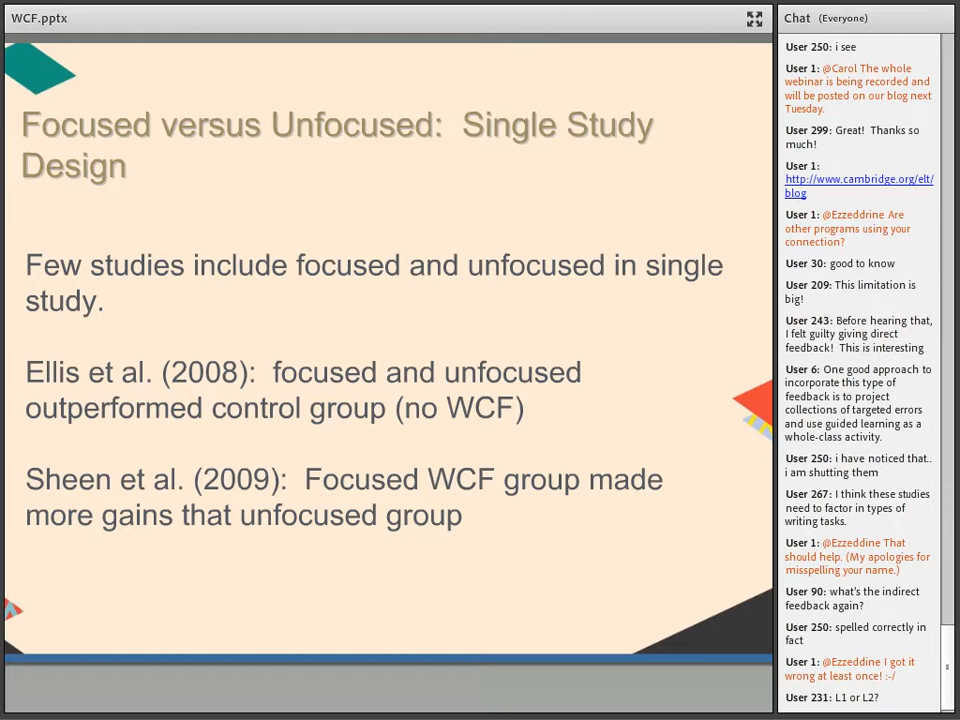 WCF.pptx
Focused versus Unfocused:  Single Study
Design
Few studies include focused and unfocused in single
study.
Ellis et al. (2008):  focused and unfocused
outperformed control group (no WCF)
Sheen et al. (2009):  Focused WCF group made
more gains that unfocused group
Chat (Everyone)
User 250: i see
User 1: @Carol The whole
webinar is being recorded and
will be posted on our blog next
Tuesday.
User 299: Great!  Thanks so
much!
User 1:
http://www.cambridge.org/elt/
blog
User 1: @Ezzeddrine Are
other programs using your
connection?
User 30: good to know
User 209: This limitation is
big!
User 243: Before hearing that,
I felt guilty giving direct
feedback!  This is interesting
User 6: One good approach to
incorporate this type of
feedback is to project
collections of targeted errors
and use guided learning as a
whole-class activity.
User 250: i have noticed that..
i am shutting them
User 267: I think these studies
need to factor in types of
writing tasks.
User 1: @Ezzeddine That
should help. (My apologies for
misspelling your name.)
User 90: what's the indirect
feedback again?
User 250: spelled correctly in
fact
User 1: @Ezzeddine I got it
wrong at least once! :-/
User 231: L1 or L2?